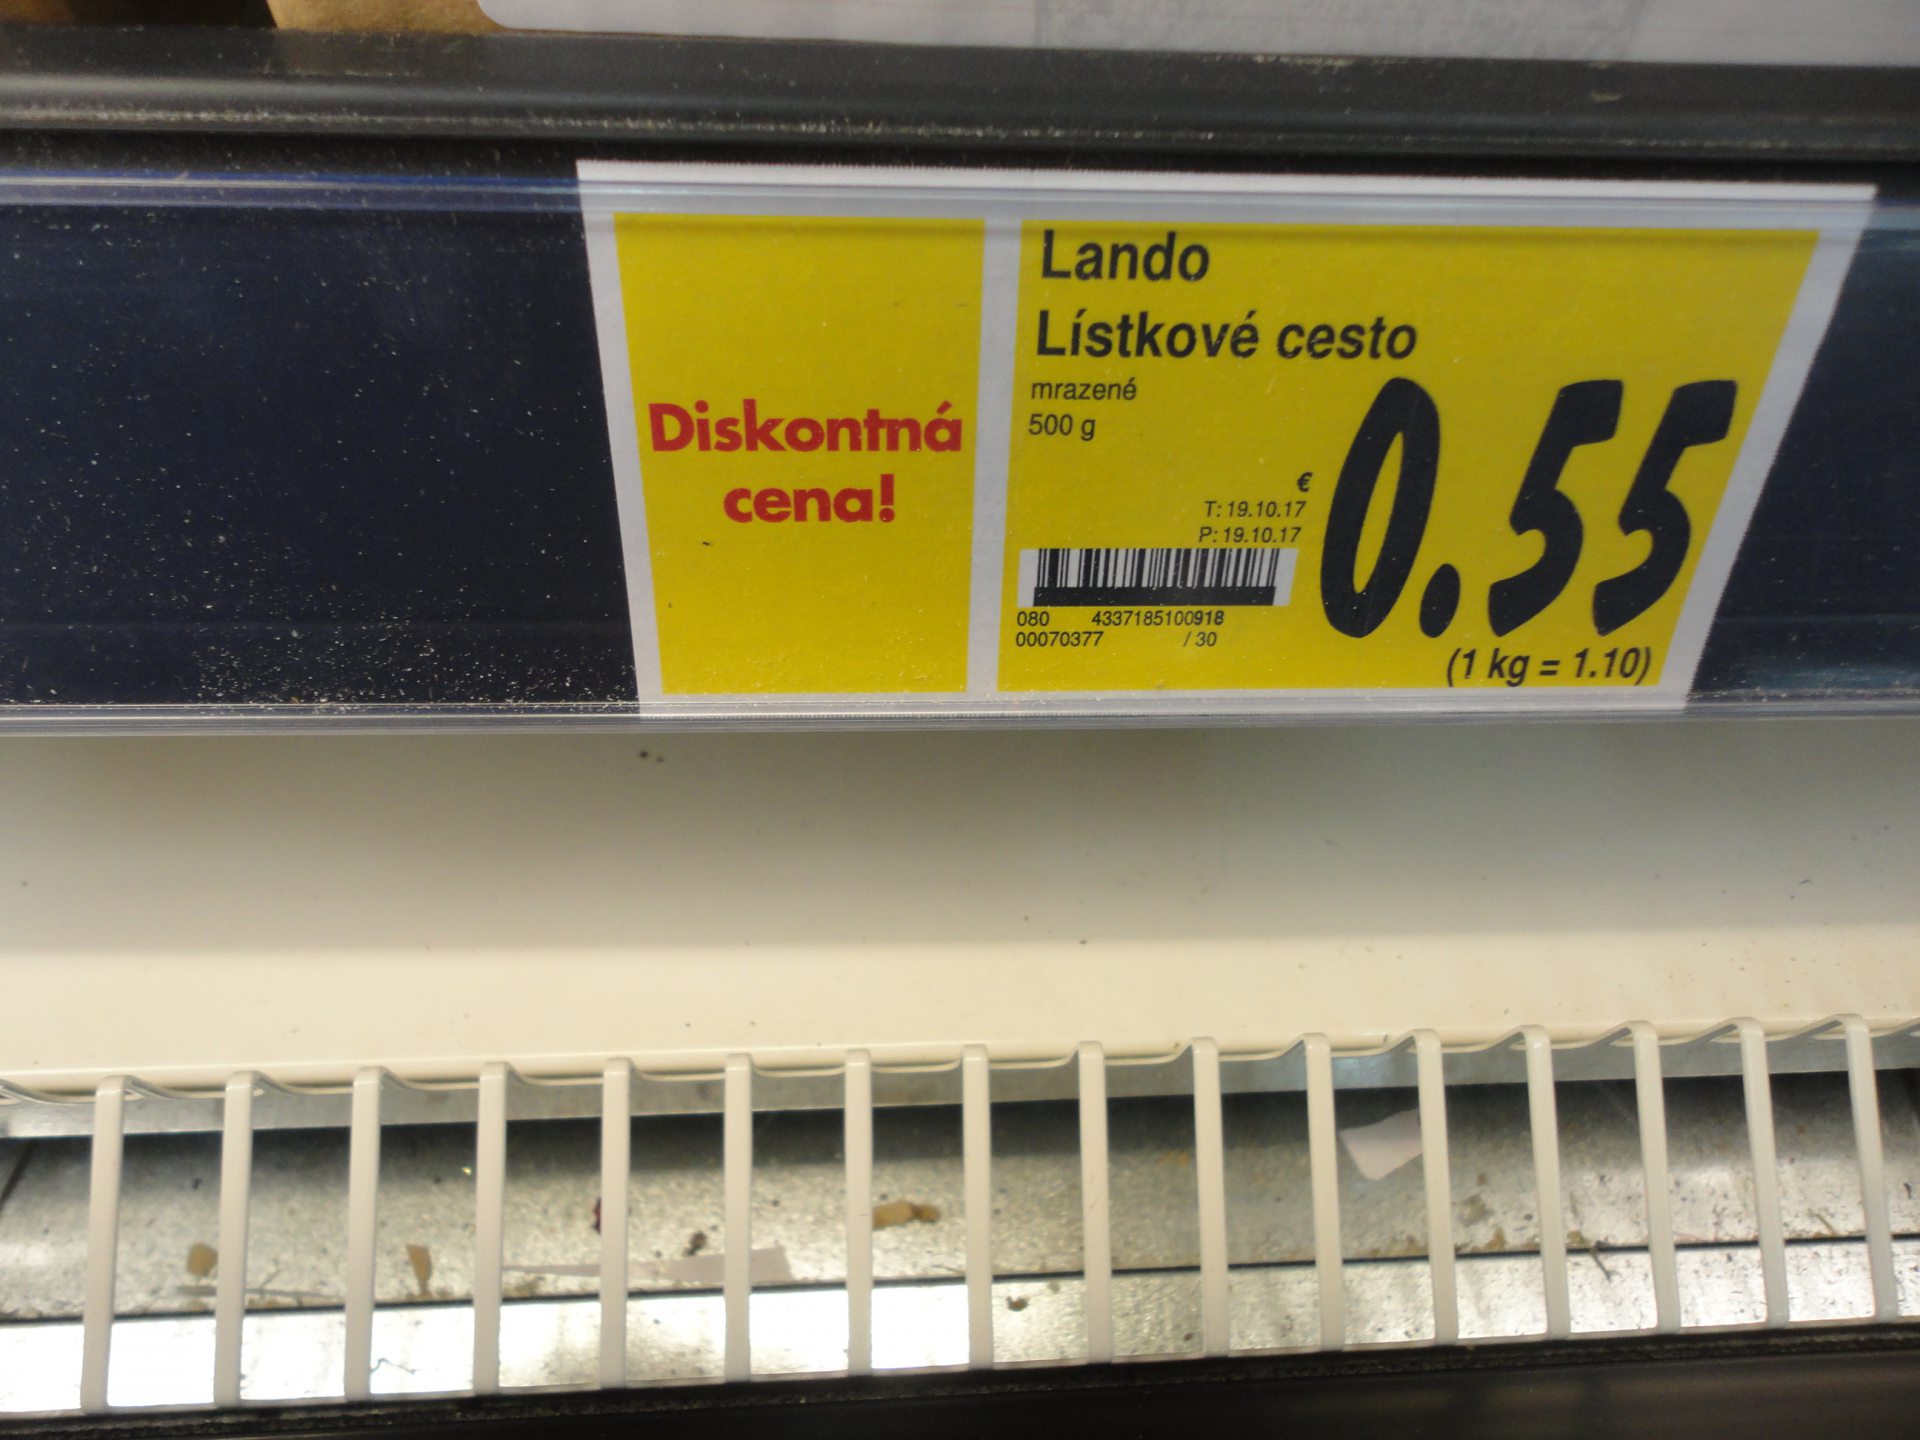 Diskontná
cena!
Lando
Lístkové cesto
mrazené
500 g
€
T: 19.10.17
P: 19.10.17
0.55
080 4337185100918
00070377 / 30
(1 kg = 1.10)